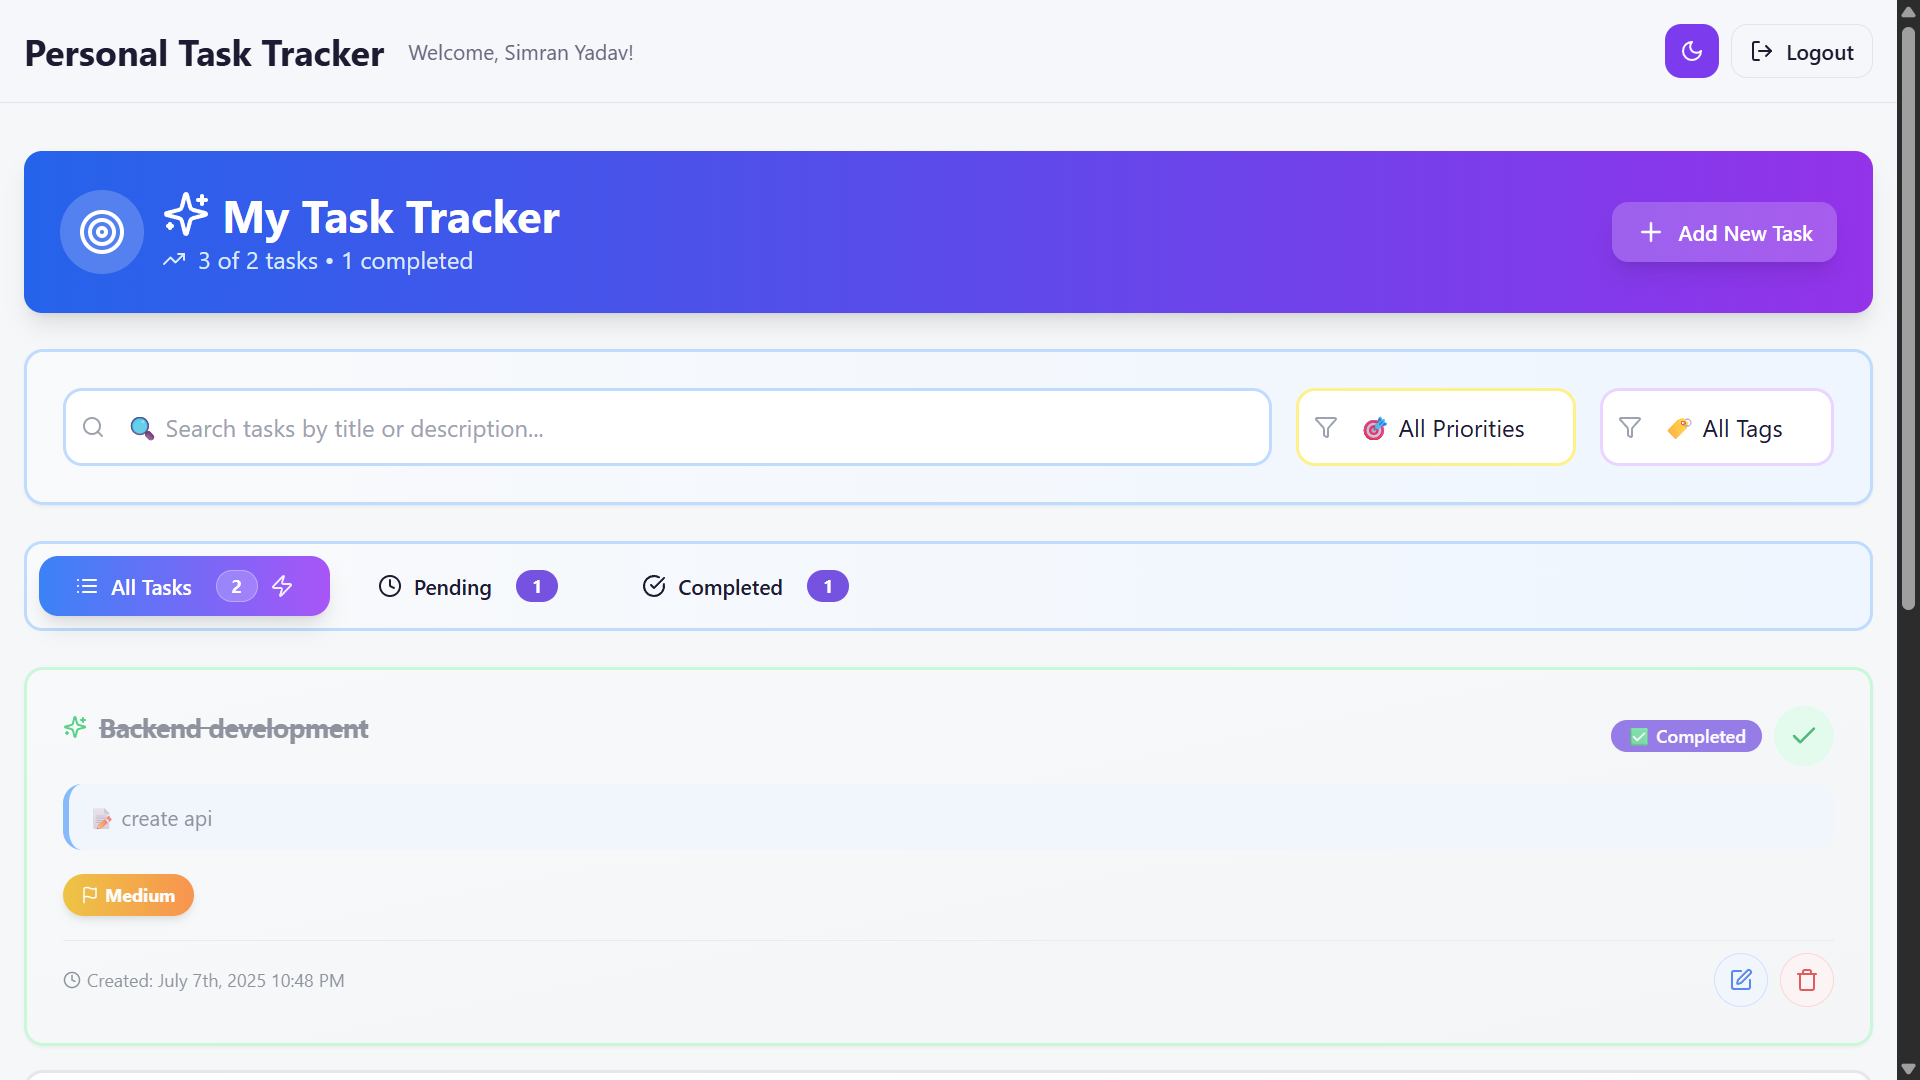 Personal Task Tracker Welcome, Simran Yadav! Logout
My Task Tracker
3 of 2 tasks • 1 completed
Add New Task
🔍 Search tasks by title or description...
🎯 All Priorities
🏷️ All Tags
All Tasks 2 Pending 1 Completed 1
Backend development
✅ Completed
📝 create api
Medium
Created: July 7th, 2025 10:48 PM